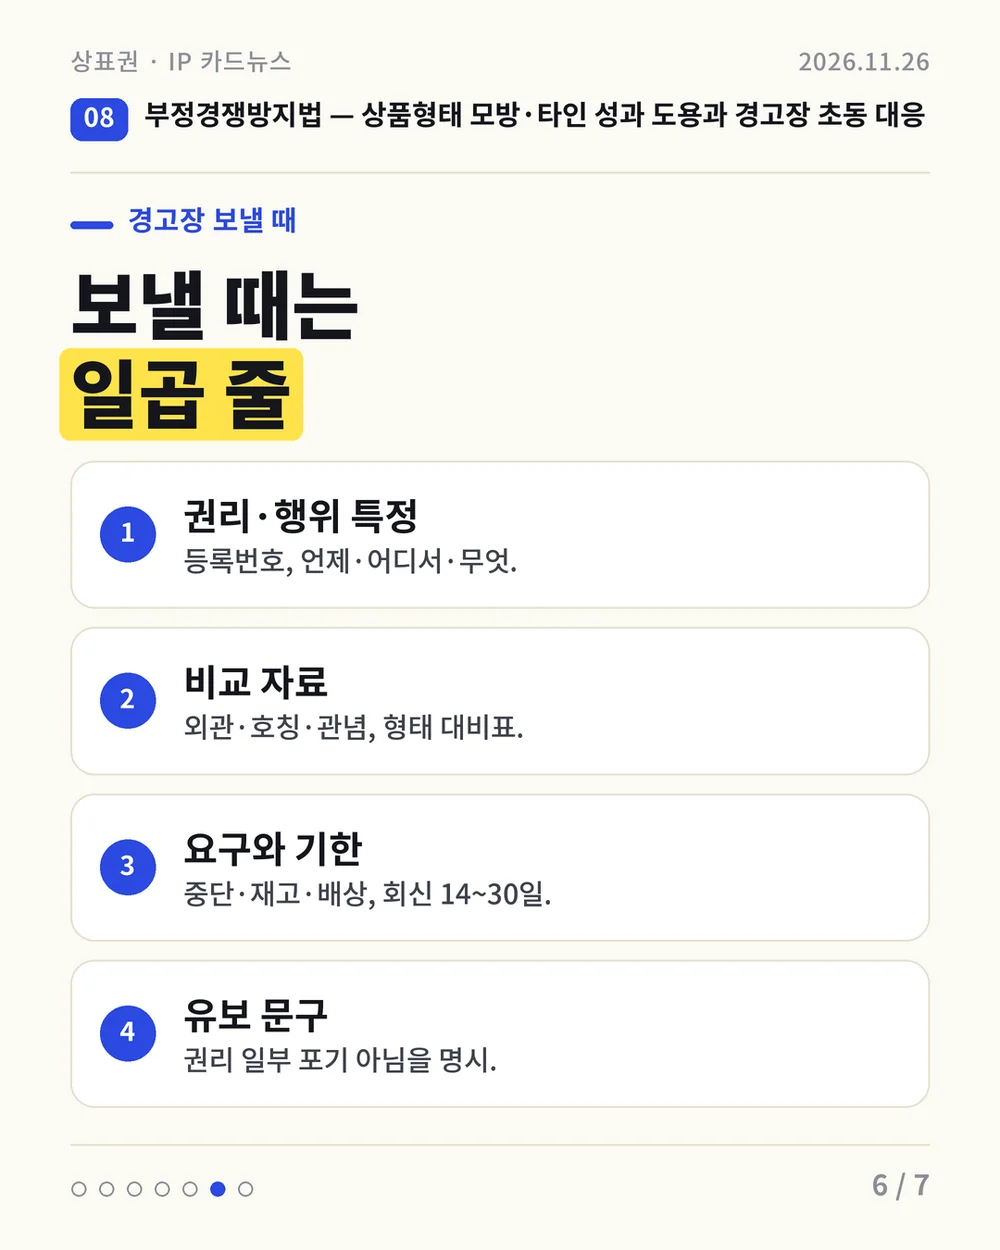 상표권 · IP 카드뉴스
2026.11.26
08 부정경쟁방지법 — 상품형태 모방·타인 성과 도용과 경고장 초동 대응
경고장 보낼 때
보낼 때는
일곱 줄
1
권리·행위 특정
등록번호, 언제·어디서·무엇.
2
비교 자료
외관·호칭·관념, 형태 대비표.
3
요구와 기한
중단·재고·배상, 회신 14~30일.
4
유보 문구
권리 일부 포기 아님을 명시.
6 / 7